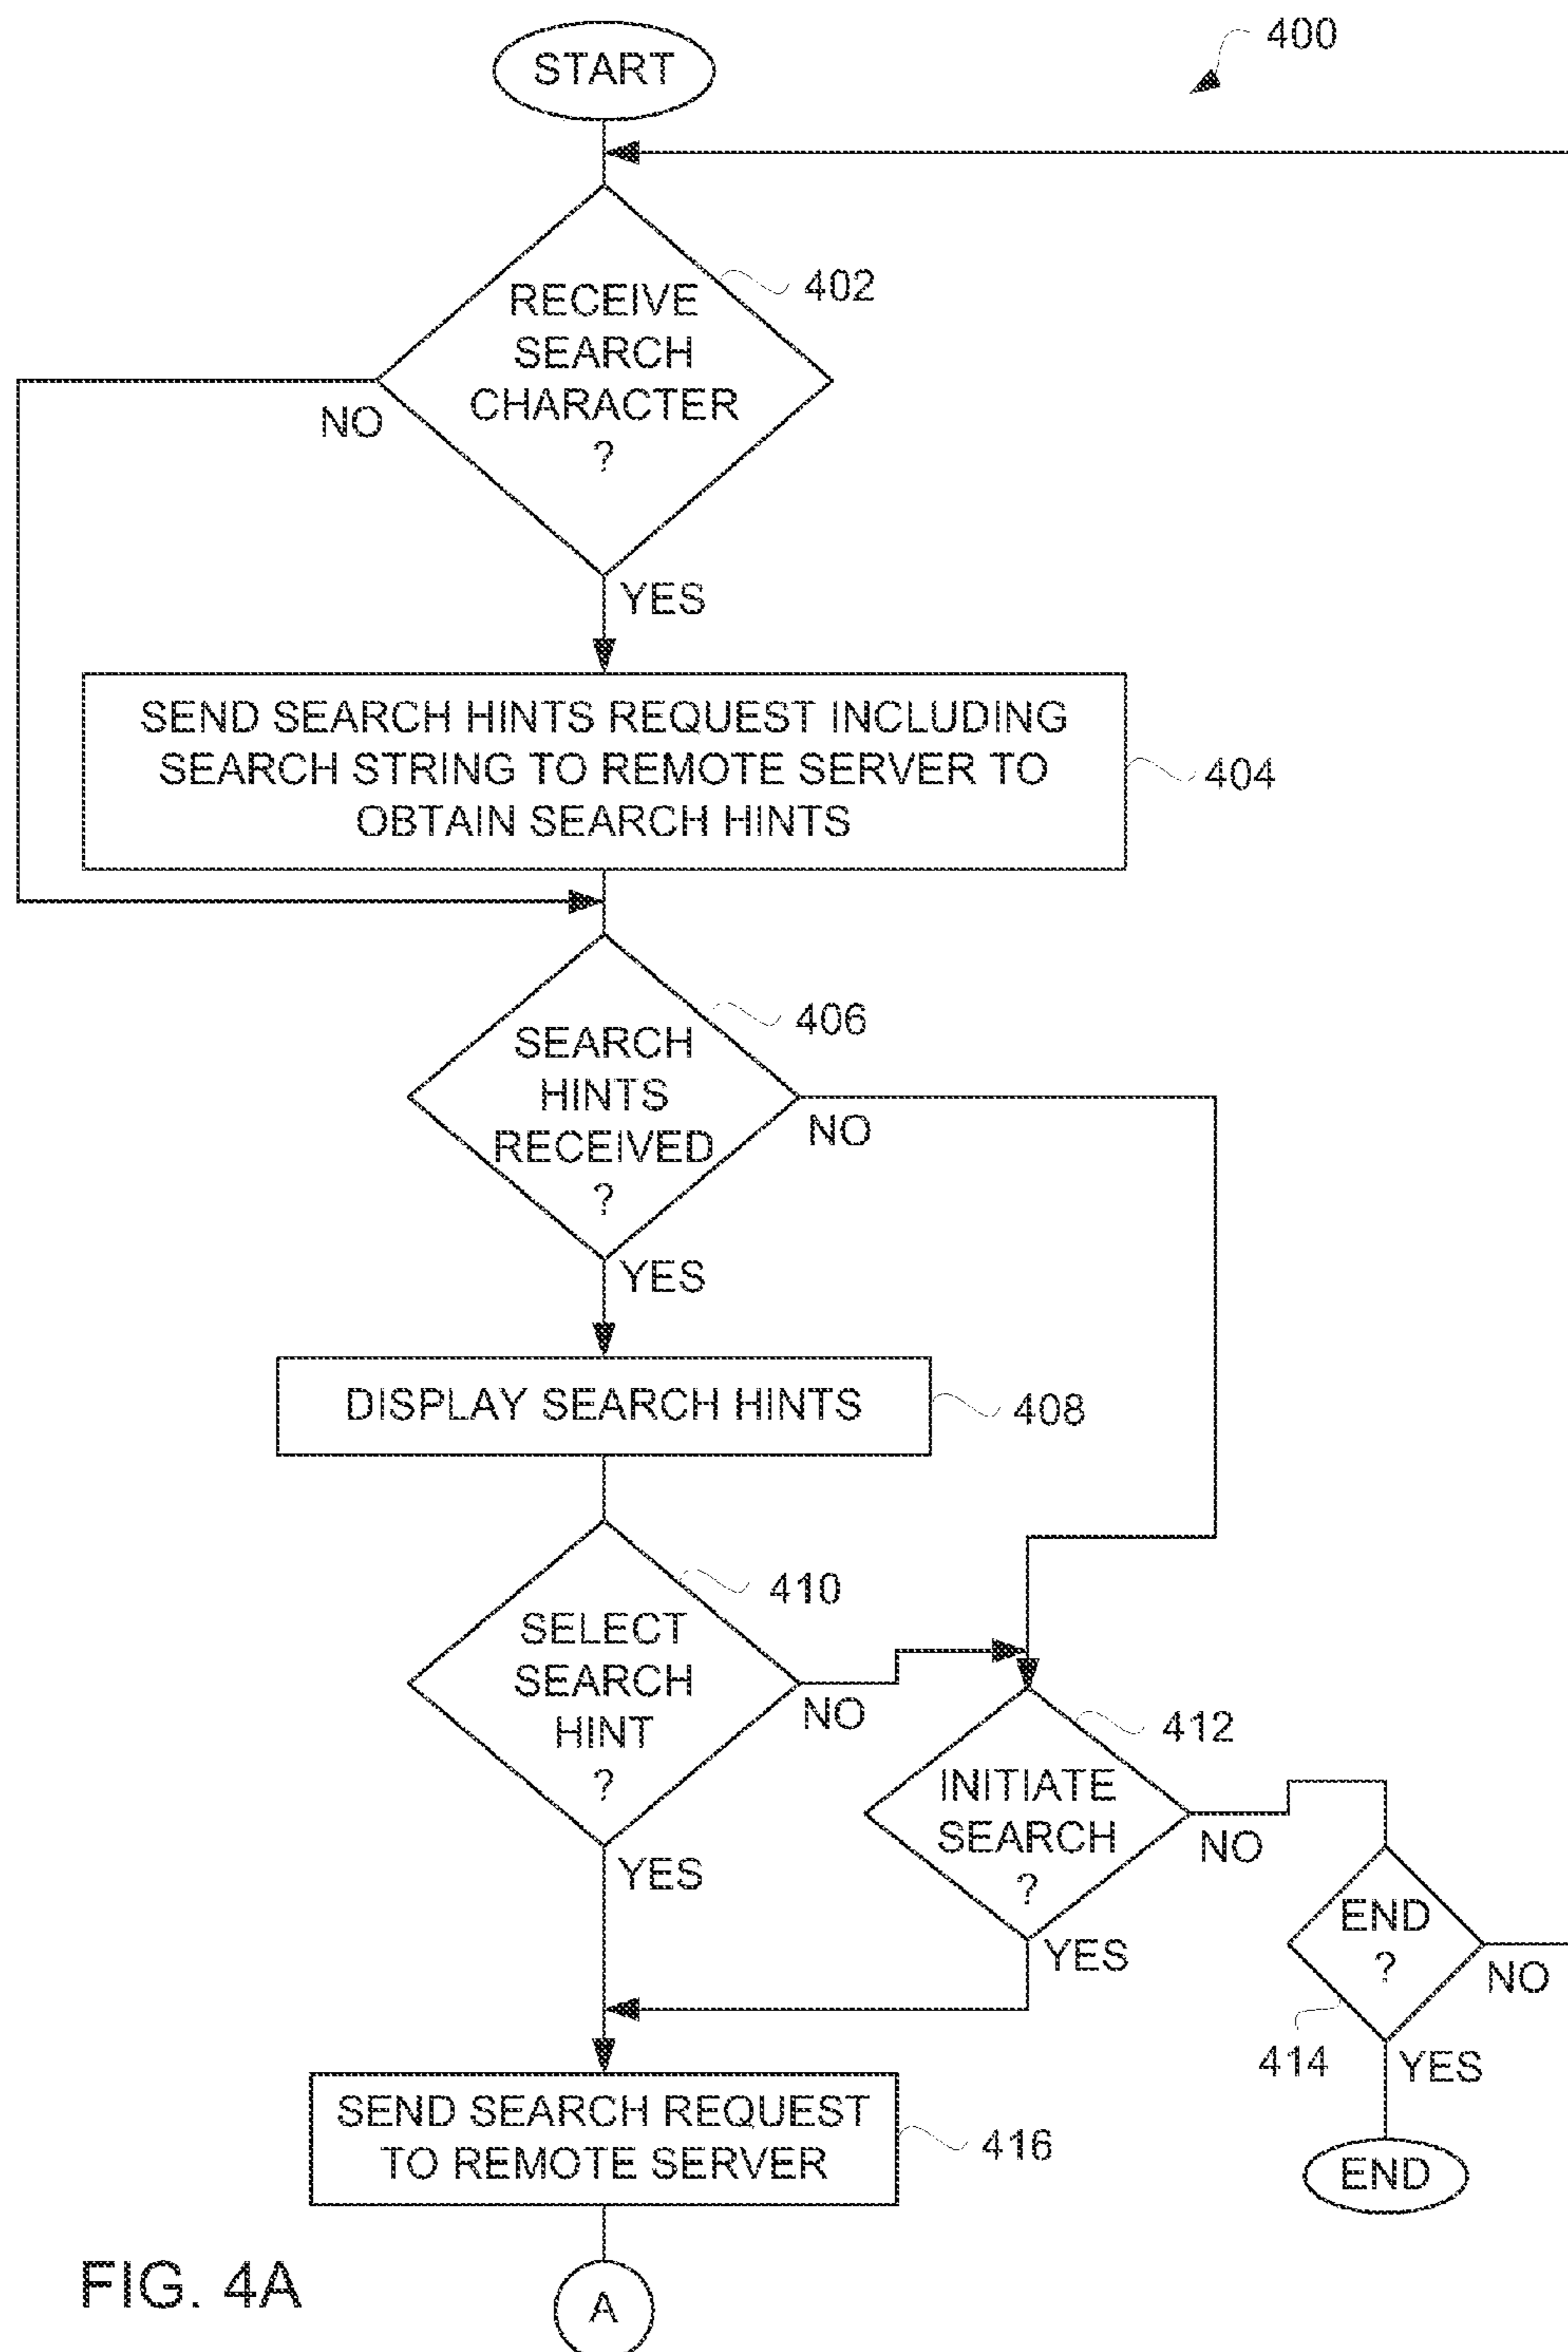 400
START
RECEIVE
SEARCH
CHARACTER
?
402
NO
YES
SEND SEARCH HINTS REQUEST INCLUDING
SEARCH STRING TO REMOTE SERVER TO
OBTAIN SEARCH HINTS
404
SEARCH
HINTS
RECEIVED
?
406
NO
YES
DISPLAY SEARCH HINTS
408
SELECT
SEARCH
HINT
?
410
NO
YES
INITIATE
SEARCH
?
412
NO
YES
END
?
414
NO
YES
END
SEND SEARCH REQUEST
TO REMOTE SERVER
416
A
FIG. 4A